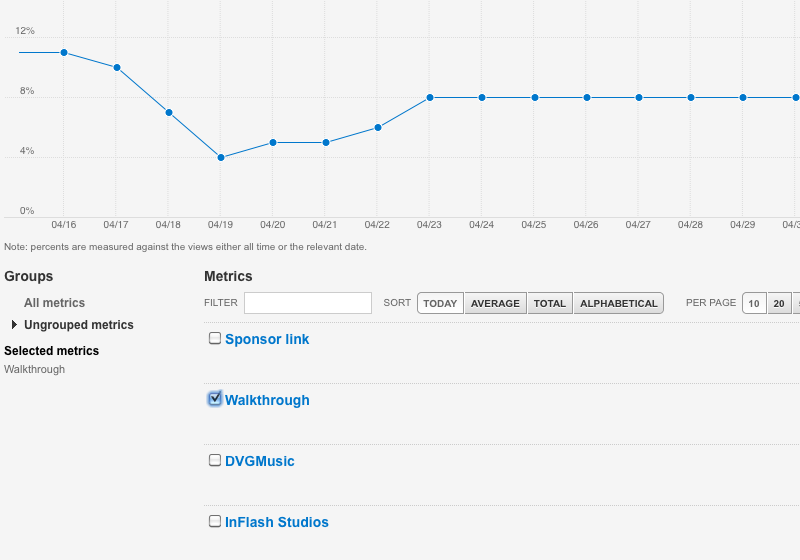 12%
8%
4%
0%
04/16 04/17 04/18 04/19 04/20 04/21 04/22 04/23 04/24 04/25 04/26 04/27 04/28 04/29
Note: percents are measured against the views either all time or the relevant date.
Groups
All metrics
Ungrouped metrics
Selected metrics
Walkthrough
Metrics
FILTER SORT TODAY AVERAGE TOTAL ALPHABETICAL PER PAGE 10 20
Sponsor link
Walkthrough
DVGMusic
InFlash Studios